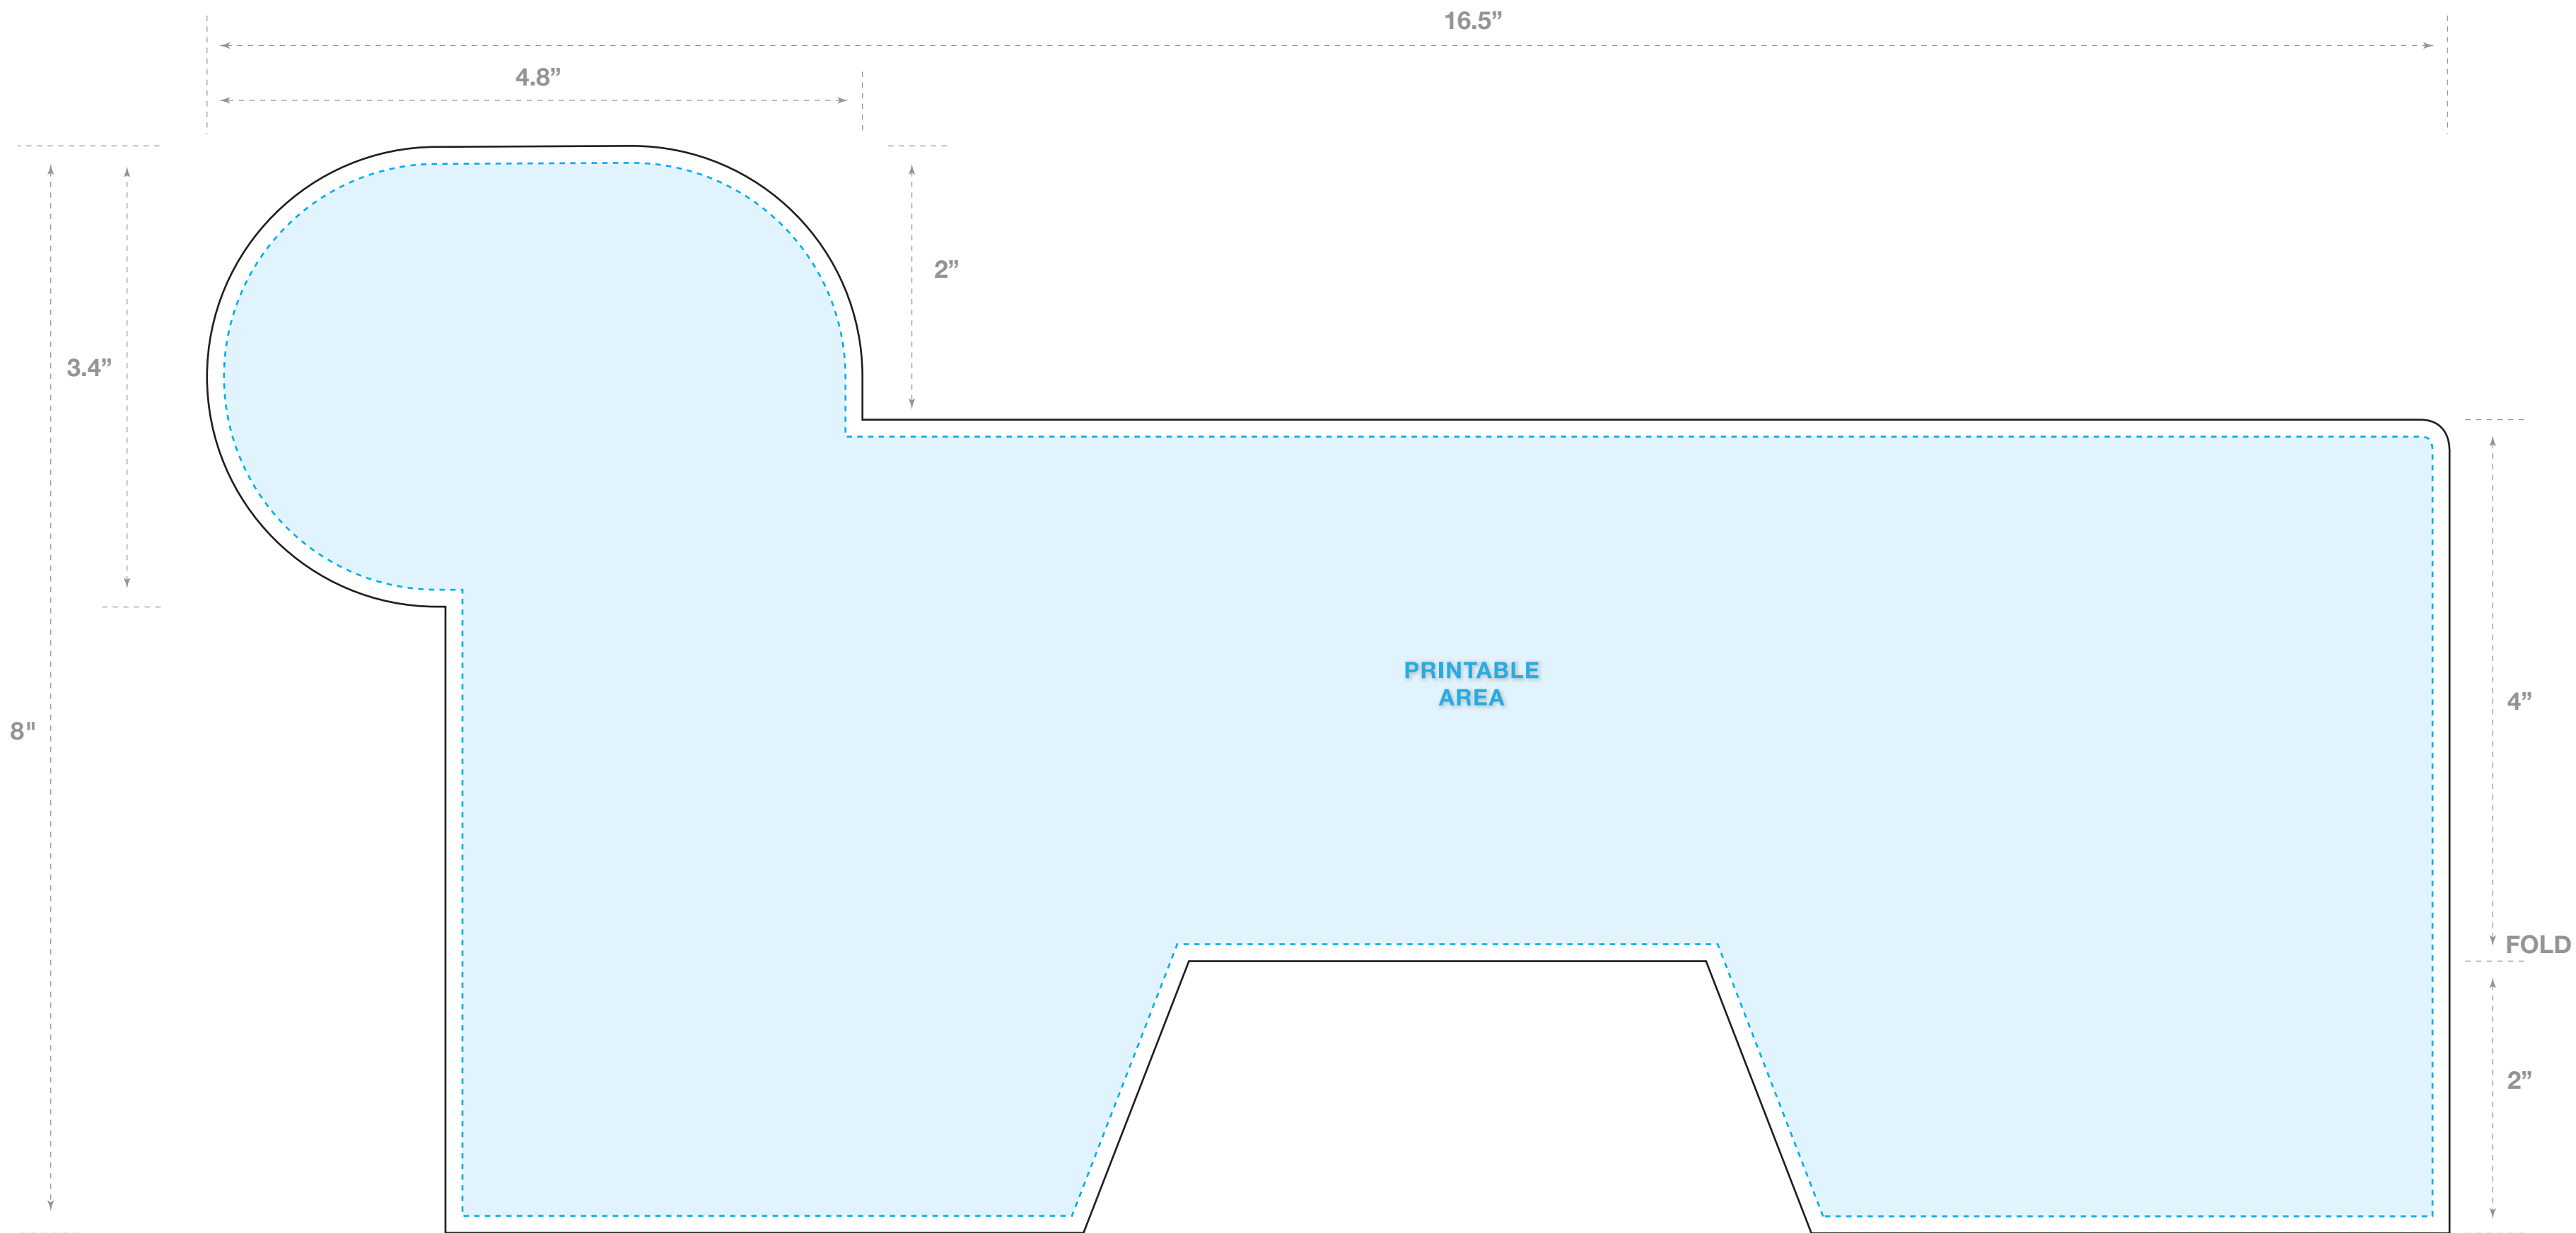 16.5”
4.8”
2”
3.4”
PRINTABLE
AREA
4”
8"
FOLD
2”